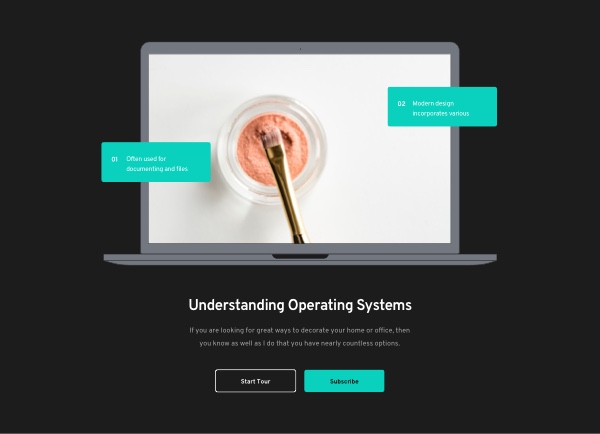 02 Modern design
incorporates various
01 Often used for
documenting and files
Understanding Operating Systems
If you are looking for great ways to decorate your home or office, then
you know as well as I do that you have nearly countless options.
Start Tour
Subscribe